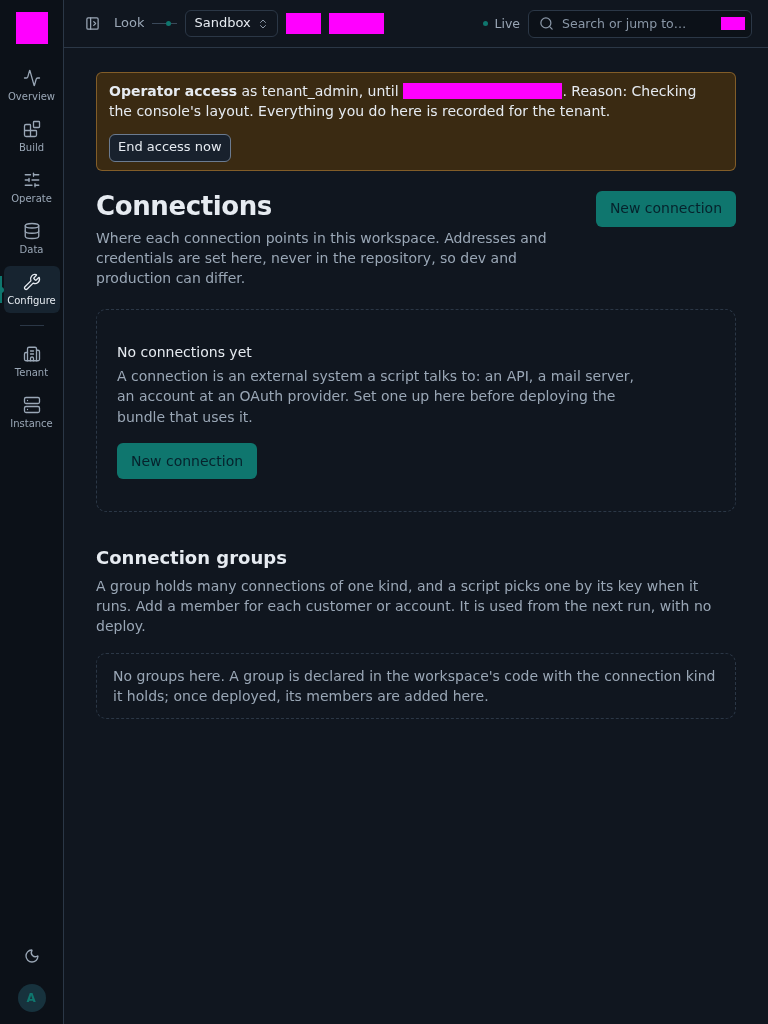 Look
Sandbox
Live
Search or jump to…
Overview
Build
Operate
Data
Configure
Tenant
Instance
A
Operator access as tenant_admin, until . Reason: Checking
the console's layout. Everything you do here is recorded for the tenant.
End access now
Connections
New connection
Where each connection points in this workspace. Addresses and
credentials are set here, never in the repository, so dev and
production can differ.
No connections yet
A connection is an external system a script talks to: an API, a mail server,
an account at an OAuth provider. Set one up here before deploying the
bundle that uses it.
New connection
Connection groups
A group holds many connections of one kind, and a script picks one by its key when it
runs. Add a member for each customer or account. It is used from the next run, with no
deploy.
No groups here. A group is declared in the workspace's code with the connection kind
it holds; once deployed, its members are added here.